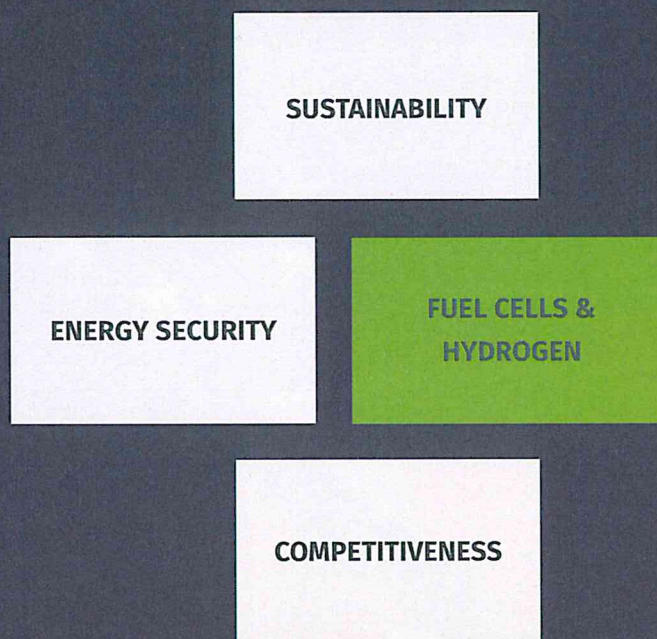 SUSTAINABILITY
ENERGY SECURITY
FUEL CELLS &
HYDROGEN
COMPETITIVENESS